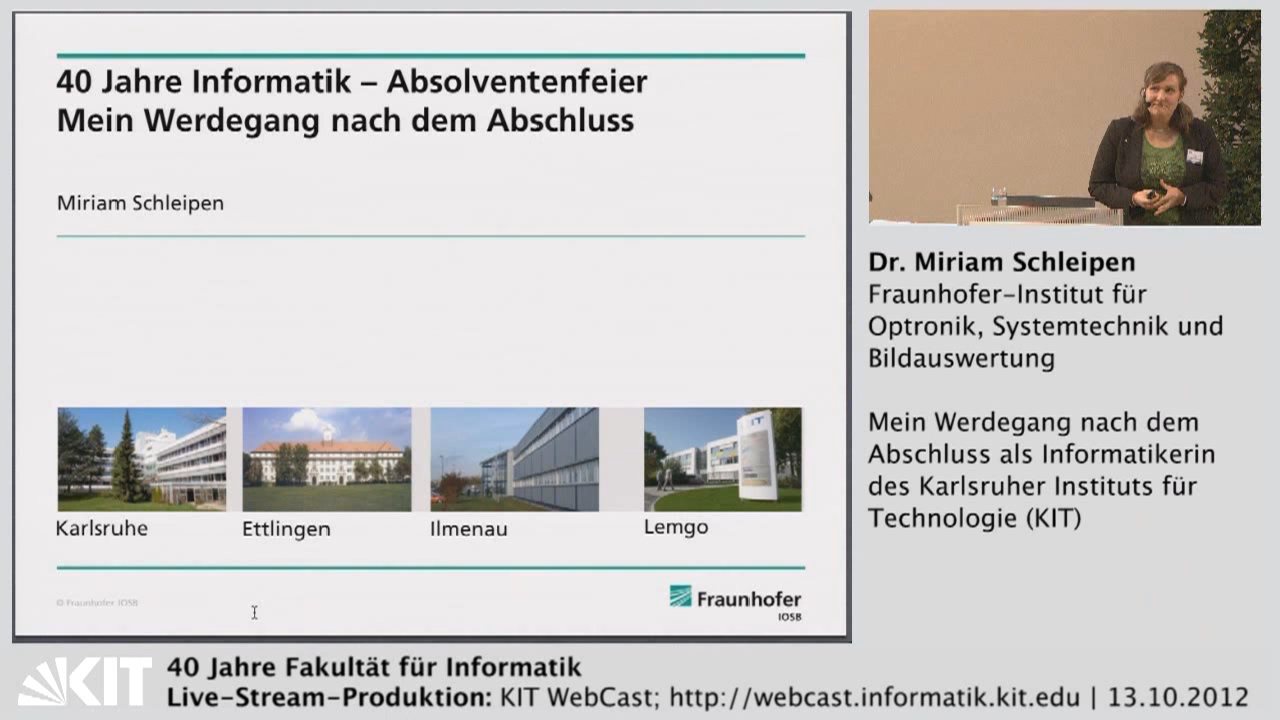 40 Jahre Informatik – Absolventenfeier
Mein Werdegang nach dem Abschluss
Miriam Schleipen
Karlsruhe
Ettlingen
Ilmenau
Lemgo
© Fraunhofer IOSB
Fraunhofer
IOSB
IT
Dr. Miriam Schleipen
Fraunhofer-Institut für
Optronik, Systemtechnik und
Bildauswertung
Mein Werdegang nach dem
Abschluss als Informatikerin
des Karlsruher Instituts für
Technologie (KIT)
KIT
40 Jahre Fakultät für Informatik
Live-Stream-Produktion: KIT WebCast; http://webcast.informatik.kit.edu | 13.10.2012